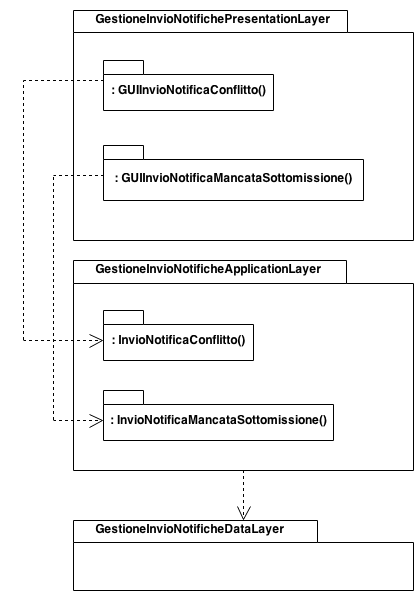 GestioneInvioNotifichePresentationLayer
: GUIInvioNotificaConflitto()
: GUIInvioNotificaMancataSottomissione()
GestioneInvioNotificheApplicationLayer
: InvioNotificaConflitto()
: InvioNotificaMancataSottomissione()
GestioneInvioNotificheDataLayer